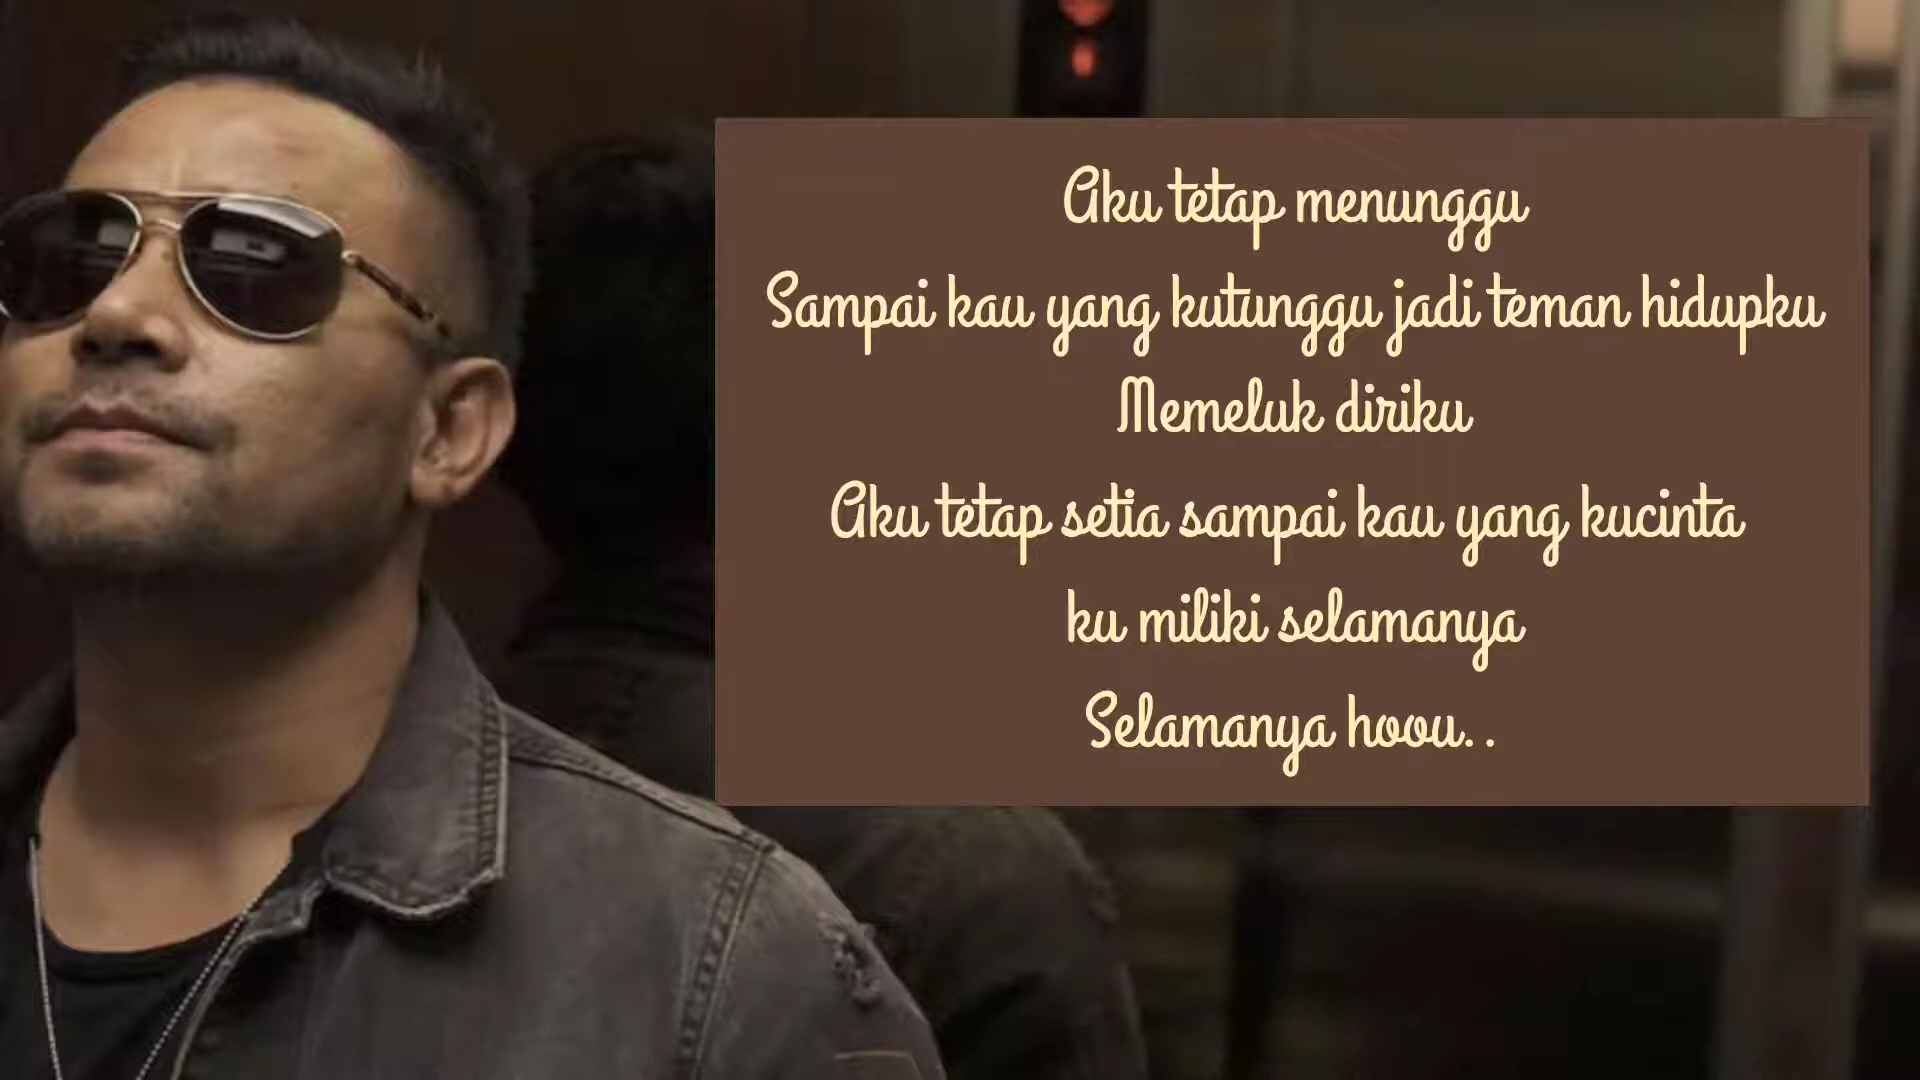 Aku tetap menunggu
Sampai kau yang kutunggu jadi teman hidupku
Memeluk diriku
Aku tetap setia sampai kau yang kucinta
ku miliki selamanya
Selamanya hoou..